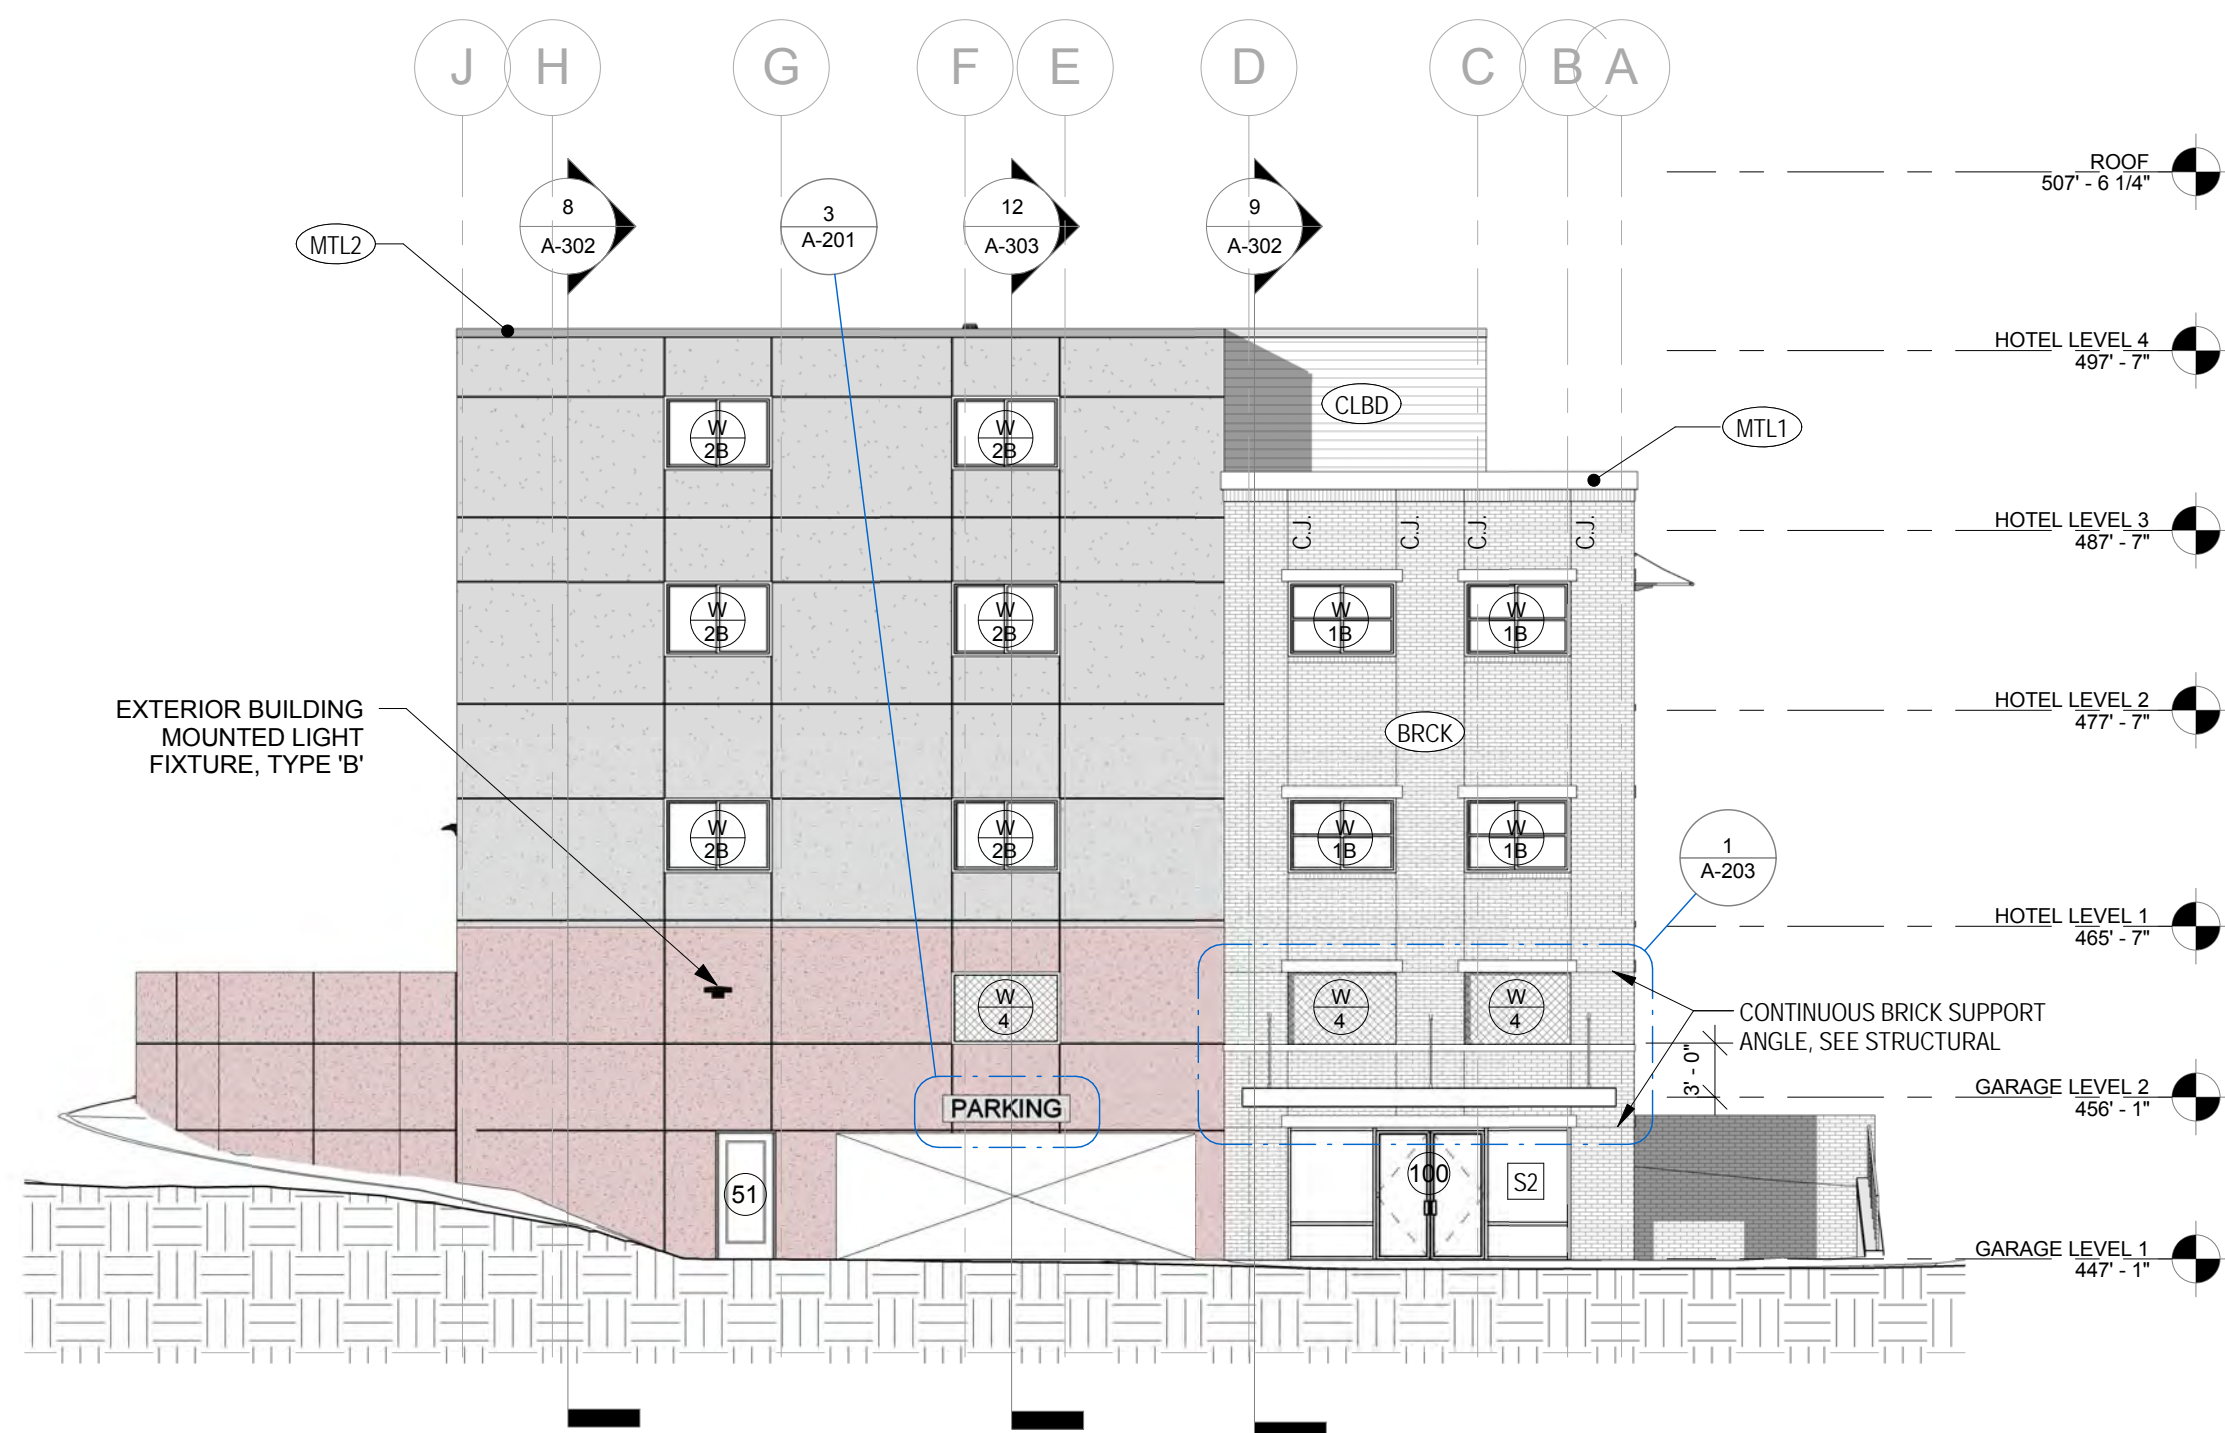 J H G F E D C B A
ROOF
507' - 6 1/4"
8
A-302
3
A-201
12
A-303
9
A-302
MTL2
HOTEL LEVEL 4
497' - 7"
CLBD
MTL1
W
2B
W
2B
HOTEL LEVEL 3
487' - 7"
C.J.
C.J.
C.J.
C.J.
W
2B
W
2B
W
1B
W
1B
EXTERIOR BUILDING
MOUNTED LIGHT
FIXTURE, TYPE 'B'
HOTEL LEVEL 2
477' - 7"
BRCK
W
2B
W
2B
W
1B
W
1B
1
A-203
HOTEL LEVEL 1
465' - 7"
W
4
W
4
W
4
CONTINUOUS BRICK SUPPORT
ANGLE, SEE STRUCTURAL
3' - 0"
GARAGE LEVEL 2
456' - 1"
PARKING
51
100
S2
GARAGE LEVEL 1
447' - 1"